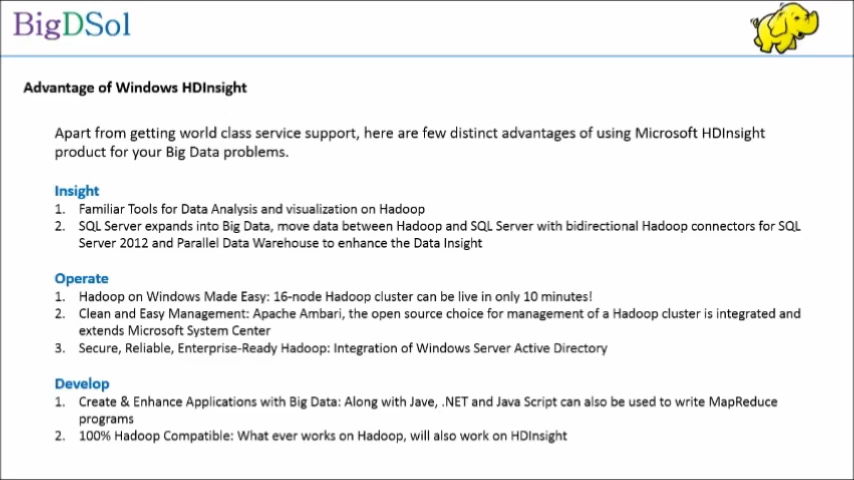 BigDSol
Advantage of Windows HDInsight
Apart from getting world class service support, here are few distinct advantages of using Microsoft HDInsight
product for your Big Data problems.
Insight
1. Familiar Tools for Data Analysis and visualization on Hadoop
2. SQL Server expands into Big Data, move data between Hadoop and SQL Server with bidirectional Hadoop connectors for SQL
Server 2012 and Parallel Data Warehouse to enhance the Data Insight
Operate
1. Hadoop on Windows Made Easy: 16-node Hadoop cluster can be live in only 10 minutes!
2. Clean and Easy Management: Apache Ambari, the open source choice for management of a Hadoop cluster is integrated and
extends Microsoft System Center
3. Secure, Reliable, Enterprise-Ready Hadoop: Integration of Windows Server Active Directory
Develop
1. Create & Enhance Applications with Big Data: Along with Jave, .NET and Java Script can also be used to write MapReduce
programs
2. 100% Hadoop Compatible: What ever works on Hadoop, will also work on HDInsight